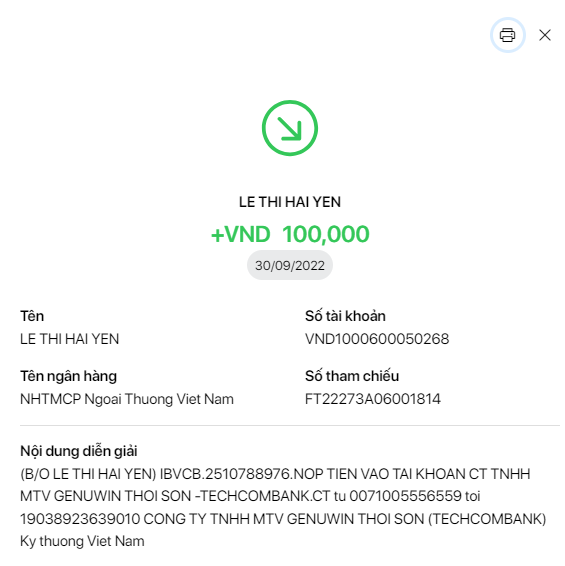 LE THI HAI YEN
+VND 100,000
30/09/2022
Tên
LE THI HAI YEN
Số tài khoản
VND1000600050268
Tên ngân hàng
NHTMCP Ngoai Thuong Viet Nam
Số tham chiếu
FT22273A06001814
Nội dung diễn giải
(B/O LE THI HAI YEN) IBVCB.2510788976.NOP TIEN VAO TAI KHOAN CT TNHH
MTV GENUWIN THOI SON -TECHCOMBANK.CT tu 0071005556559 toi
19038923639010 CONG TY TNHH MTV GENUWIN THOI SON (TECHCOMBANK)
Ky thuong Viet Nam